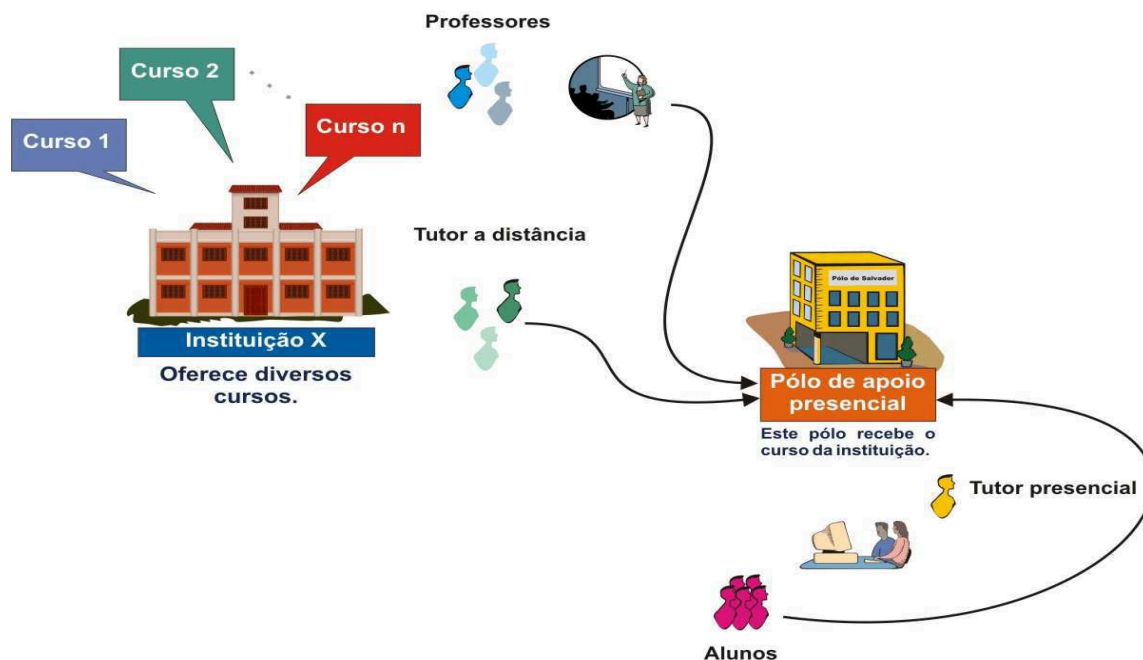 Professores
Curso 2
Curso 1
Curso n
Tutor a distância
Instituição X
Oferece diversos
cursos.
Pólo de Salvador
Pólo de apoio
presencial
Este pólo recebe o
curso da instituição.
Tutor presencial
Alunos